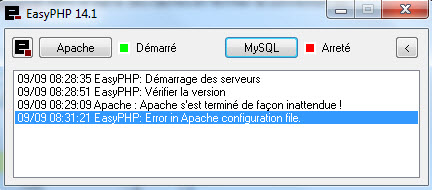 EasyPHP 14.1
Apache Démarré MySQL Arreté <
09/09 08:28:35 EasyPHP: Démarrage des serveurs
09/09 08:28:51 EasyPHP: Vérifier la version
09/09 08:29:09 Apache : Apache s'est terminé de façon inattendue !
09/09 08:31:21 EasyPHP: Error in Apache configuration file.